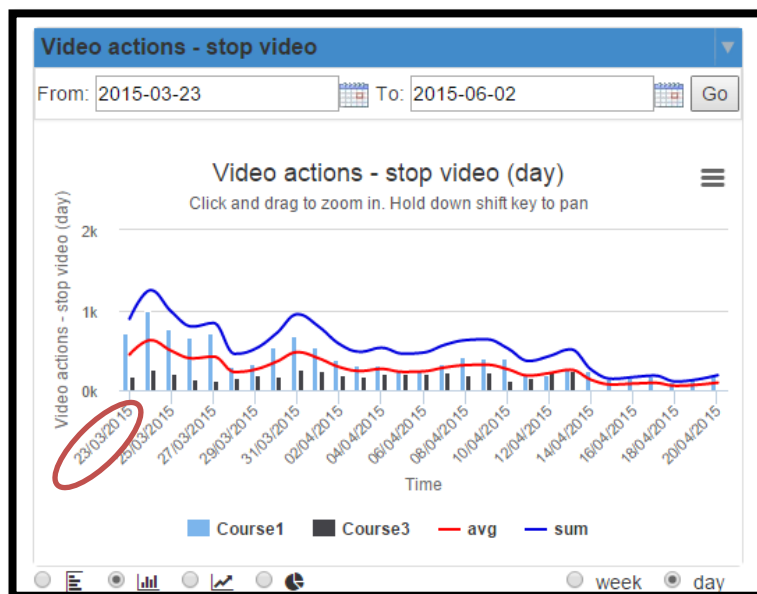 Video actions - stop video
From: 2015-03-23 To: 2015-06-02 Go
Video actions - stop video (day)
Click and drag to zoom in. Hold down shift key to pan
Video actions - stop video (day)
2k
1k
0k
23/03/2015 25/03/2015 27/03/2015 29/03/2015 31/03/2015 02/04/2015 04/04/2015 06/04/2015 08/04/2015 10/04/2015 12/04/2015 14/04/2015 16/04/2015 18/04/2015 20/04/2015
Time
Course1 Course3 avg sum
week day